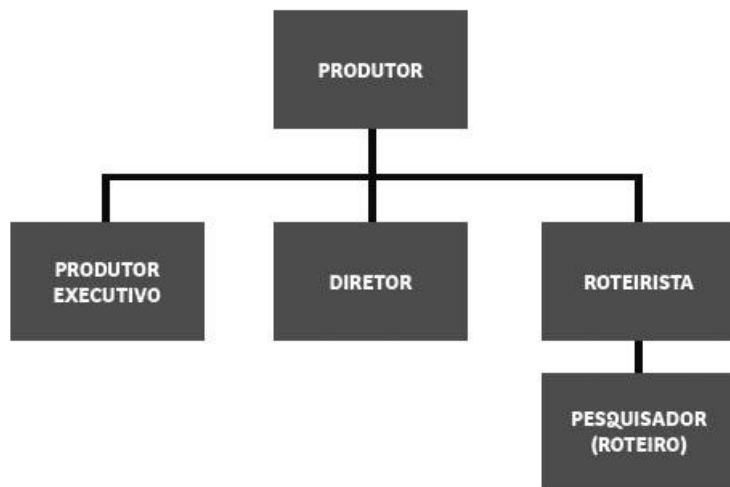 PRODUTOR
PRODUTOR
EXECUTIVO
DIRETOR
ROTEIRISTA
PESQUISADOR
(ROTEIRO)